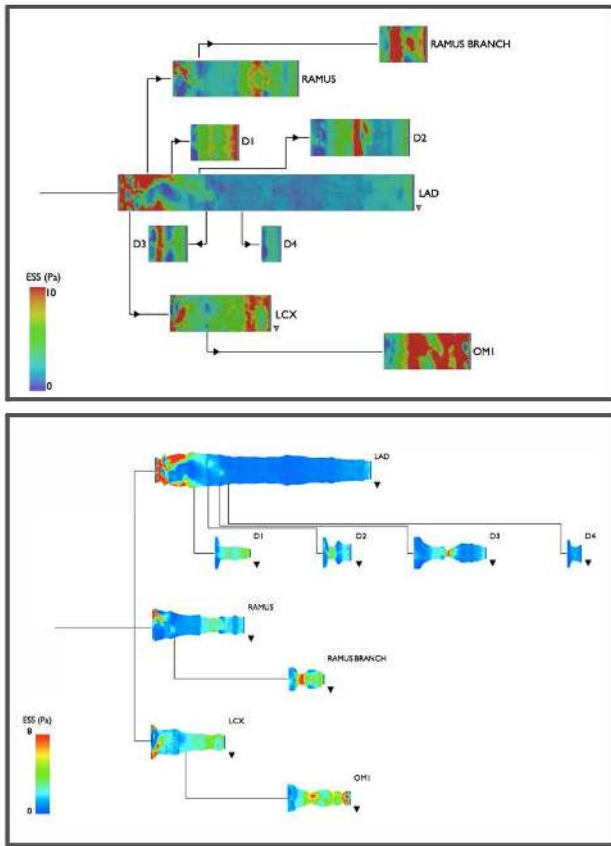 RAMUS BRANCH
RAMUS
D1
D2
LAD
D3
D4
ESS (Pa)
10
0
LCX
OM1
LAD
D1
D2
D3
D4
RAMUS
RAMUS BRANCH
ESS (Pa)
8
0
LCX
OM1